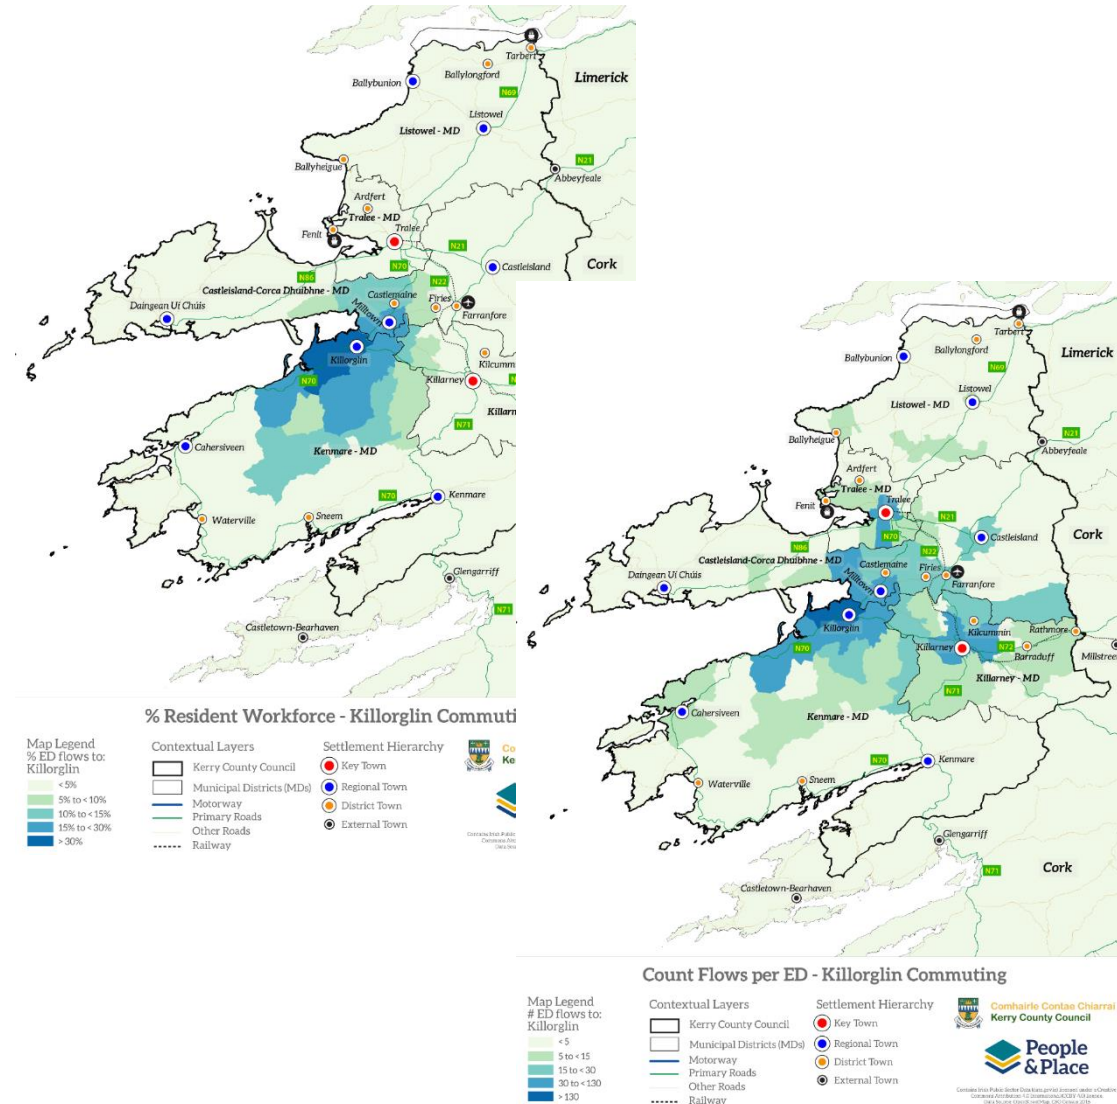 Tarbert
Ballylongford
Limerick
Ballybunion
N69
Listowel
Listowel - MD
N21
Ballyheigue
Abbeyfeale
Ardfert
Tralee - MD
Fenit
Tralee
N21
Cork
N70
Castleisland
N86
N22
Castleisland-Corca Dhuibhne - MD
Castlemaine
Firies
Daingean Uí Chúis
Farranfore
Milltown
Killorglin
Kilcumm
N70
Killarney
N
Killarn
N71
Cahersiveen
Kenmare - MD
N70
Kenmare
Waterville
Sneem
Glengarriff
N71
Castletown-Bearhaven
% Resident Workforce - Killorglin Commuti
Map Legend
% ED flows to:
Killorglin
< 5%
5% to < 10%
10% to < 15%
15% to < 30%
> 30%
Contextual Layers
Kerry County Council
Municipal Districts (MDs)
Motorway
Primary Roads
Other Roads
Railway
Settlement Hierarchy
Key Town
Regional Town
District Town
External Town
Co
Ke
Tarbert
Ballylongford
Limerick
Ballybunion
N69
Listowel
Listowel - MD
N21
Ballyheigue
Abbeyfeale
Ardfert
Tralee - MD
Tralee
Fenit
N21
N70
Castleisland
Cork
N86
N22
Castleisland-Corca Dhuibhne - MD
Castlemaine
Firies
Daingean Uí Chúis
Farranfore
Milltown
Killorglin
Kilcummin
Rathmore
N70
Killarney
N72
Barraduff
Millstree
Killarney - MD
N71
Cahersiveen
Kenmare - MD
N70
Kenmare
Waterville
Sneem
Glengarriff
Cork
N71
Castletown-Bearhaven
Count Flows per ED - Killorglin Commuting
Map Legend
# ED flows to:
Killorglin
< 5
5 to < 15
15 to < 30
30 to <130
> 130
Contextual Layers
Kerry County Council
Municipal Districts (MDs)
Motorway
Primary Roads
Other Roads
Railway
Settlement Hierarchy
Key Town
Regional Town
District Town
External Town
Comhairle Contae Chiarraí
Kerry County Council
People
& Place